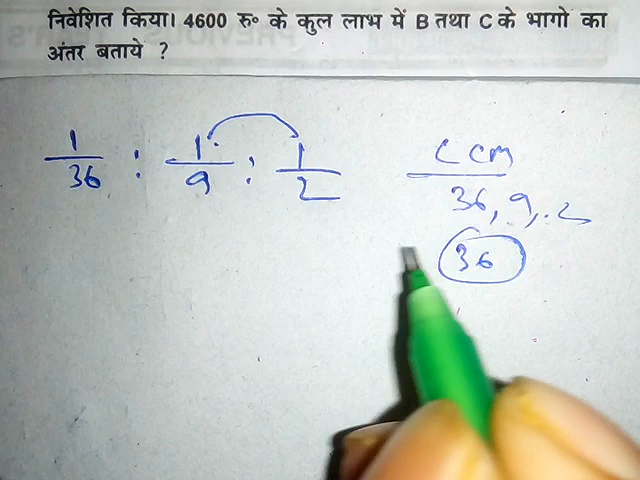 निवेशित किया। 4600 रु० के कुल लाभ में B तथा C के भागो का
अंतर बताये ?
1/36 : 1/9 : 1/2
LCM
36, 9, 2
36